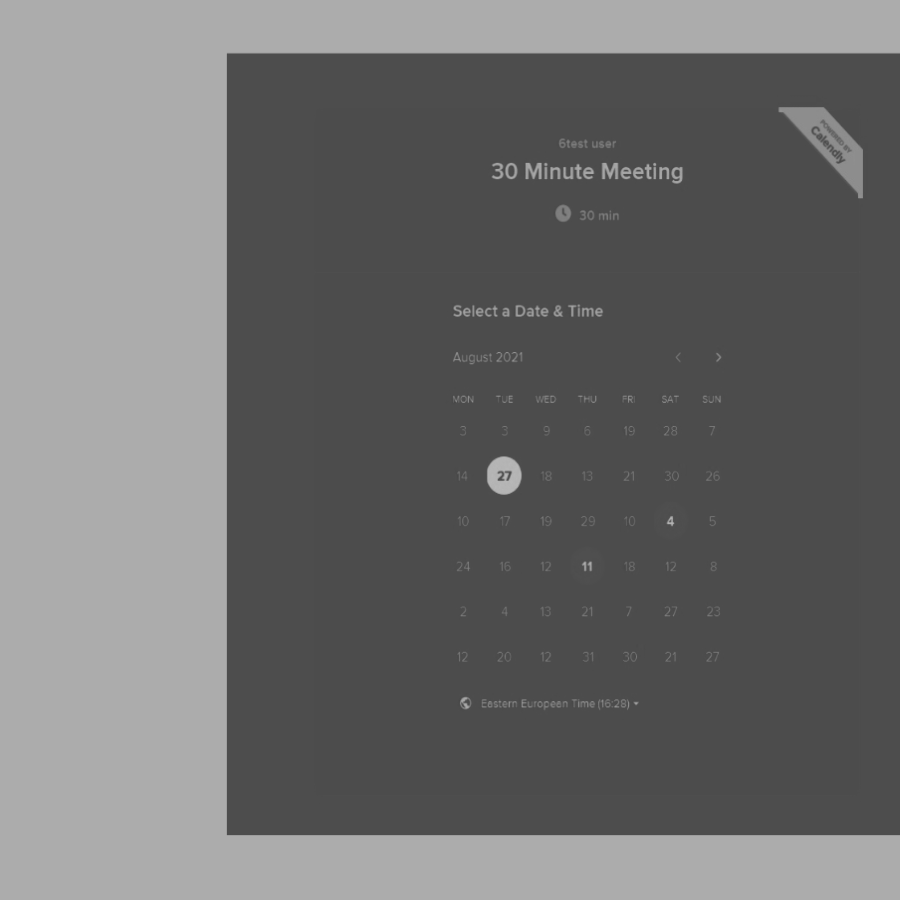 POWERED BY
Calendly
6test user
30 Minute Meeting
30 min
Select a Date & Time
August 2021
MON TUE WED THU FRI SAT SUN
3 3 9 6 19 28 7
14 27 18 13 21 30 26
10 17 19 29 10 4 5
24 16 12 11 18 12 8
2 4 13 21 7 27 23
12 20 12 31 30 21 27
Eastern European Time (16:28)